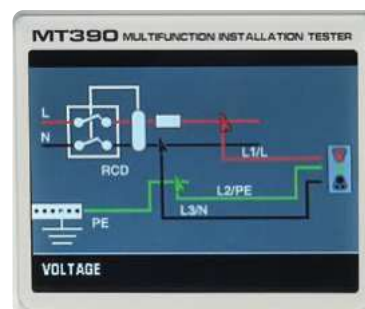 MT390 MULTIFUNCTION INSTALLATION TESTER
L
N
L1/L
RCD
L2/PE
L3/N
PE
VOLTAGE